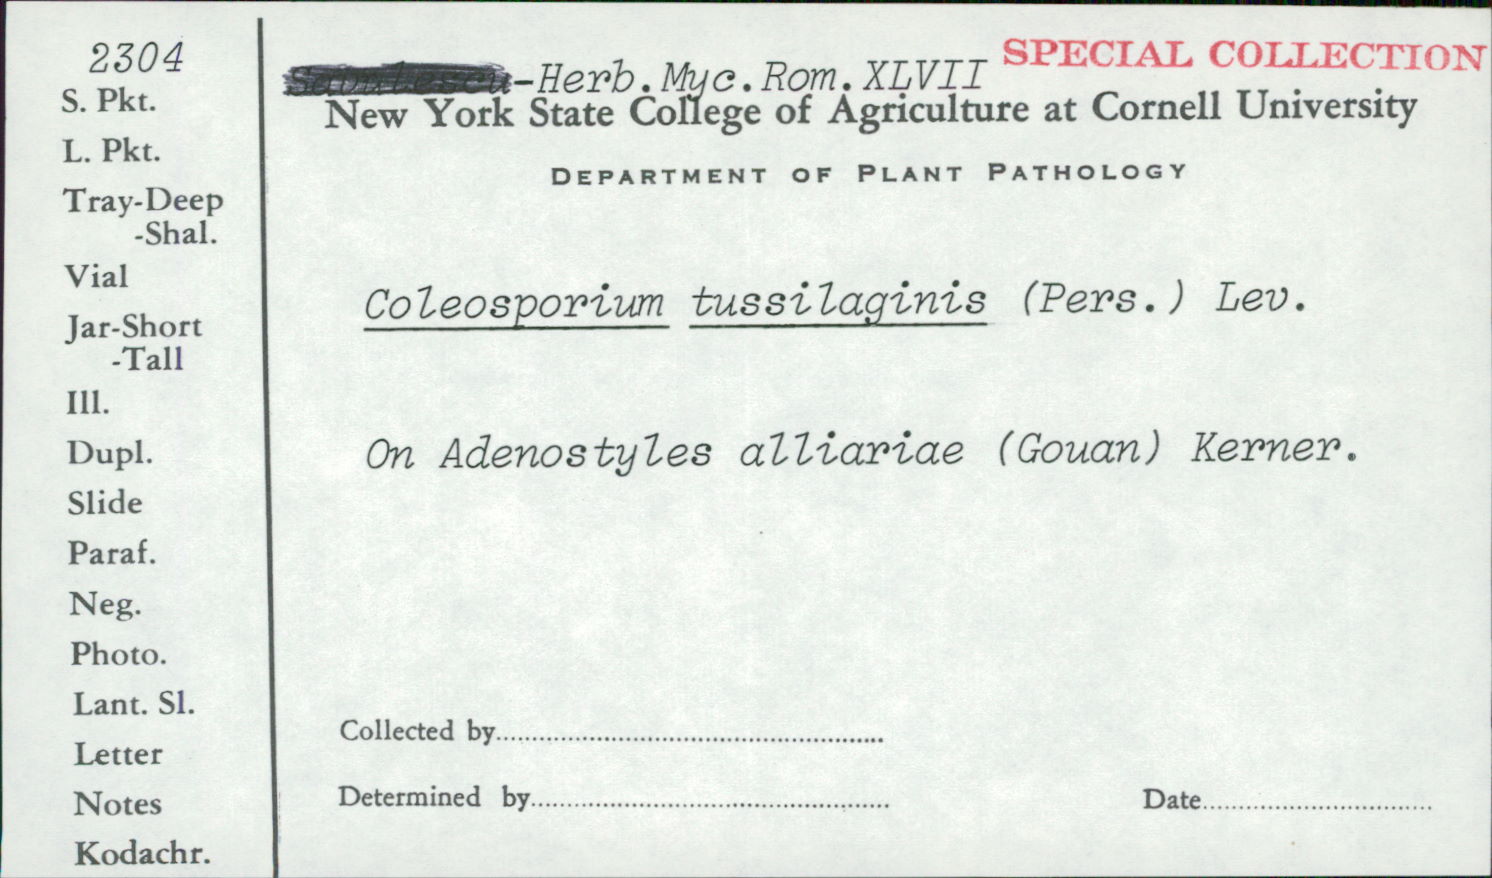 2304
S. Pkt.
L. Pkt.
Tray-Deep
-Shal.
Vial
Jar-Short
-Tall
Ill.
Dupl.
Slide
Paraf.
Neg.
Photo.
Lant. Sl.
Letter
Notes
Kodachr.
-Herb.Myc.Rom.XLVII
SPECIAL COLLECTION
New York State College of Agriculture at Cornell University
DEPARTMENT OF PLANT PATHOLOGY
Coleosporium tussilaginis (Pers.) Lev.
On Adenostyles alliariae (Gouan) Kerner.
Collected by
Determined by
Date